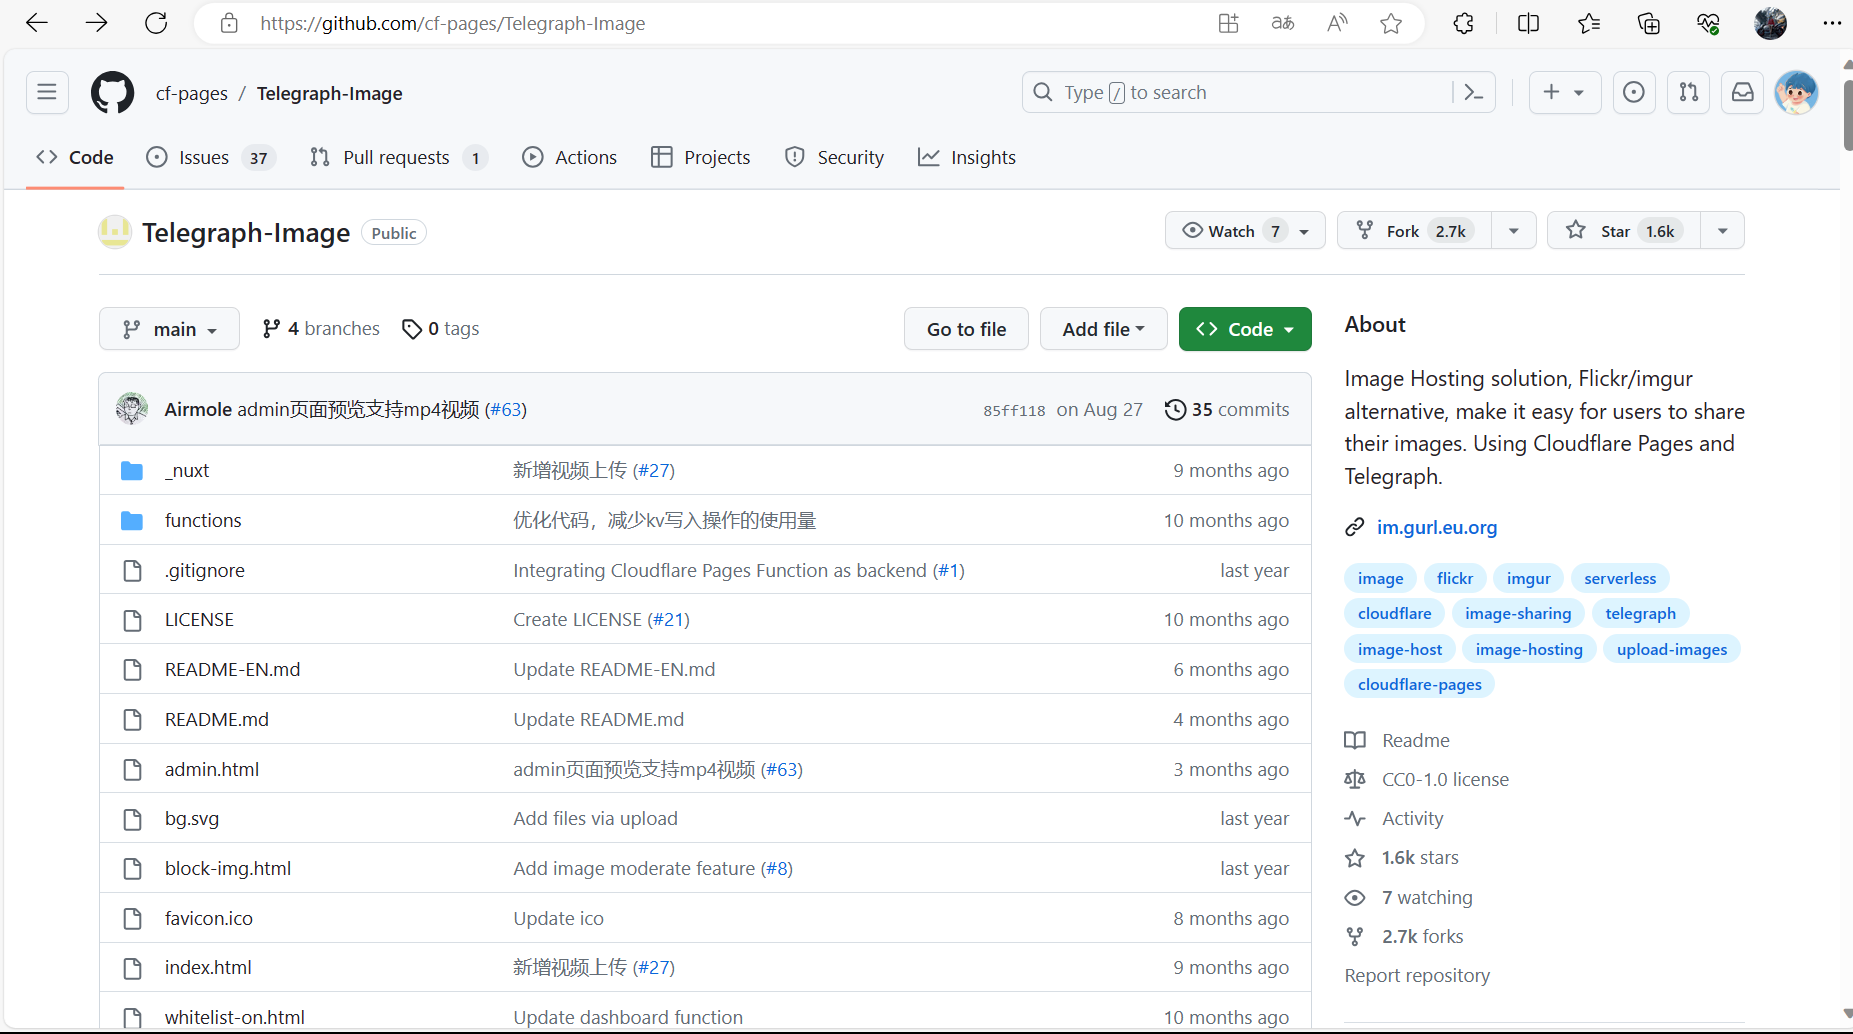 https://github.com/cf-pages/Telegraph-Image
cf-pages / Telegraph-Image
Type / to search
Code
Issues 37
Pull requests 1
Actions
Projects
Security
Insights
Telegraph-Image Public
Watch 7
Fork 2.7k
Star 1.6k
main
4 branches
0 tags
Go to file
Add file
Code
Airmole admin页面预览支持mp4视频 (#63) 85ff118 on Aug 27 35 commits
_nuxt 新增视频上传 (#27) 9 months ago
functions 优化代码，减少kv写入操作的使用量 10 months ago
.gitignore Integrating Cloudflare Pages Function as backend (#1) last year
LICENSE Create LICENSE (#21) 10 months ago
README-EN.md Update README-EN.md 6 months ago
README.md Update README.md 4 months ago
admin.html admin页面预览支持mp4视频 (#63) 3 months ago
bg.svg Add files via upload last year
block-img.html Add image moderate feature (#8) last year
favicon.ico Update ico 8 months ago
index.html 新增视频上传 (#27) 9 months ago
whitelist-on.html Update dashboard function 10 months ago
About
Image Hosting solution, Flickr/imgur
alternative, make it easy for users to share
their images. Using Cloudflare Pages and
Telegraph.
im.gurl.eu.org
image flickr imgur serverless
cloudflare image-sharing telegraph
image-host image-hosting upload-images
cloudflare-pages
Readme
CC0-1.0 license
Activity
1.6k stars
7 watching
2.7k forks
Report repository